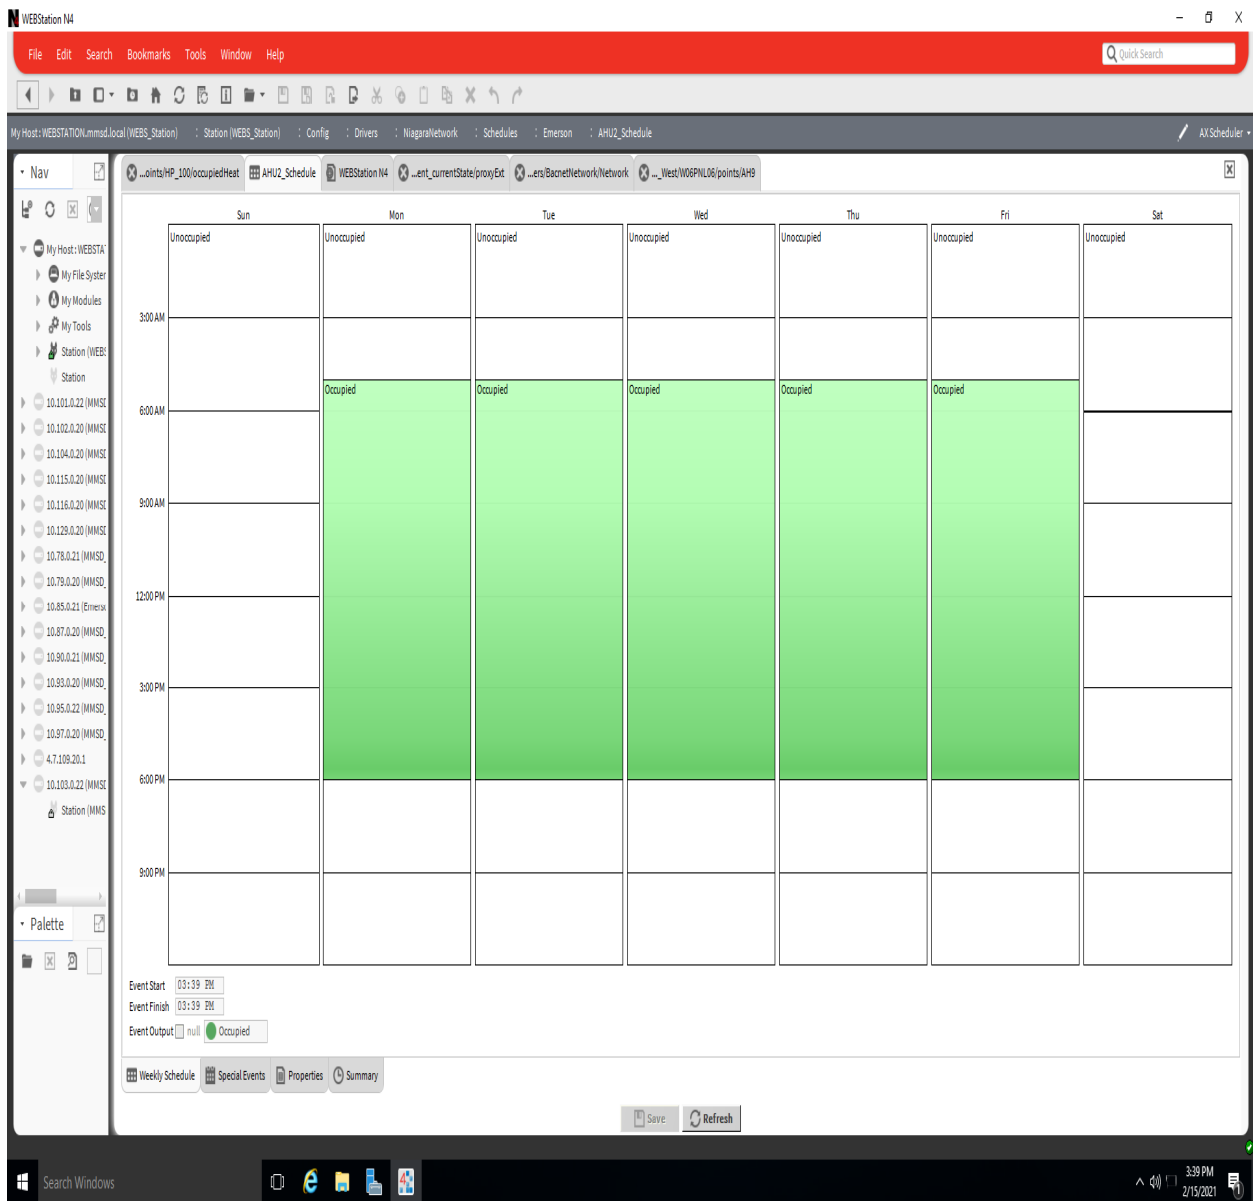 WEBStation N4
File Edit Search Bookmarks Tools Window Help
Quick Search
My Host : WEBSTATION.mmsd.local (WEBS_Station) : Station (WEBS_Station) : Config : Drivers : NiagaraNetwork : Schedules : Emerson : AHU2_Schedule
AX Scheduler
Nav
...oints/HP_100/occupiedHeat AHU2_Schedule WEBStation N4 ...ent_currentState/proxyExt ...ers/BacnetNetwork/Network ..._West/W06PNL06/points/AH9
My Host : WEBSTA
My File System
My Modules
My Tools
Station (WEBS
Station
10.101.0.22 (MMSD
10.102.0.20 (MMSD
10.104.0.20 (MMSD
10.115.0.20 (MMSD
10.116.0.20 (MMSD
10.129.0.20 (MMSD
10.78.0.21 (MMSD_
10.79.0.20 (MMSD_
10.85.0.21 (Emerso
10.87.0.20 (MMSD_
10.90.0.21 (MMSD_
10.93.0.20 (MMSD_
10.95.0.22 (MMSD_
10.97.0.20 (MMSD_
4.7.109.20.1
10.103.0.22 (MMSD
Station (MMS
Palette
Sun Mon Tue Wed Thu Fri Sat
Unoccupied Unoccupied Unoccupied Unoccupied Unoccupied Unoccupied Unoccupied
3:00 AM
Occupied Occupied Occupied Occupied Occupied
6:00 AM
9:00 AM
12:00 PM
3:00 PM
6:00 PM
9:00 PM
Event Start 03:39 PM
Event Finish 03:39 PM
Event Output null Occupied
Weekly Schedule Special Events Properties Summary
Save Refresh
Search Windows
3:39 PM
2/15/2021
1